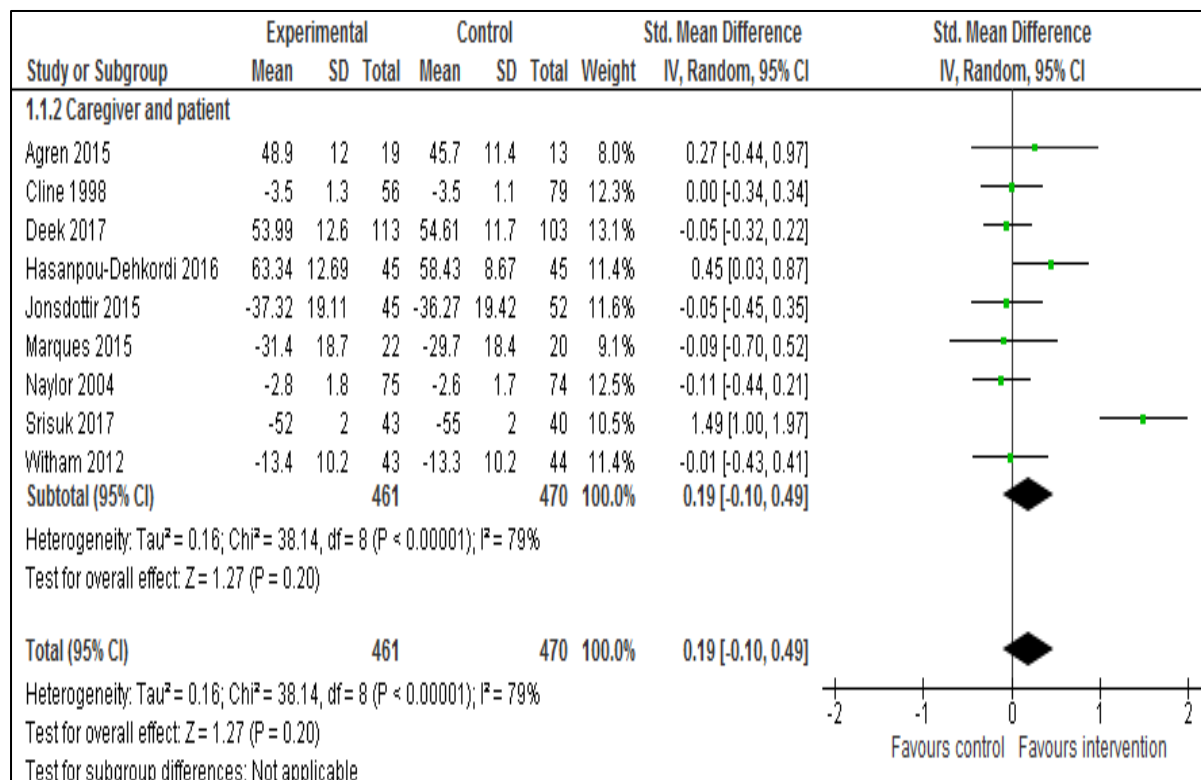 Experimental Control Std. Mean Difference Std. Mean Difference
Study or Subgroup Mean SD Total Mean SD Total Weight IV, Random, 95% CI IV, Random, 95% CI
1.1.2 Caregiver and patient
Agren 2015 48.9 12 19 45.7 11.4 13 8.0% 0.27 [-0.44, 0.97]
Cline 1998 -3.5 1.3 56 -3.5 1.1 79 12.3% 0.00 [-0.34, 0.34]
Deek 2017 53.99 12.6 113 54.61 11.7 103 13.1% -0.05 [-0.32, 0.22]
Hasanpou-Dehkordi 2016 63.34 12.69 45 58.43 8.67 45 11.4% 0.45 [0.03, 0.87]
Jonsdottir 2015 -37.32 19.11 45 -36.27 19.42 52 11.6% -0.05 [-0.45, 0.35]
Marques 2015 -31.4 18.7 22 -29.7 18.4 20 9.1% -0.09 [-0.70, 0.52]
Naylor 2004 -2.8 1.8 75 -2.6 1.7 74 12.5% -0.11 [-0.44, 0.21]
Srisuk 2017 -52 2 43 -55 2 40 10.5% 1.49 [1.00, 1.97]
Witham 2012 -13.4 10.2 43 -13.3 10.2 44 11.4% -0.01 [-0.43, 0.41]
Subtotal (95% CI) 461 470 100.0% 0.19 [-0.10, 0.49]
Heterogeneity: Tau² = 0.16; Chi² = 38.14, df = 8 (P < 0.00001); I² = 79%
Test for overall effect: Z = 1.27 (P = 0.20)
Total (95% CI) 461 470 100.0% 0.19 [-0.10, 0.49]
Heterogeneity: Tau² = 0.16; Chi² = 38.14, df = 8 (P < 0.00001); I² = 79%
Test for overall effect: Z = 1.27 (P = 0.20)
Test for subgroup differences: Not applicable
-2 -1 0 1 2
Favours control Favours intervention